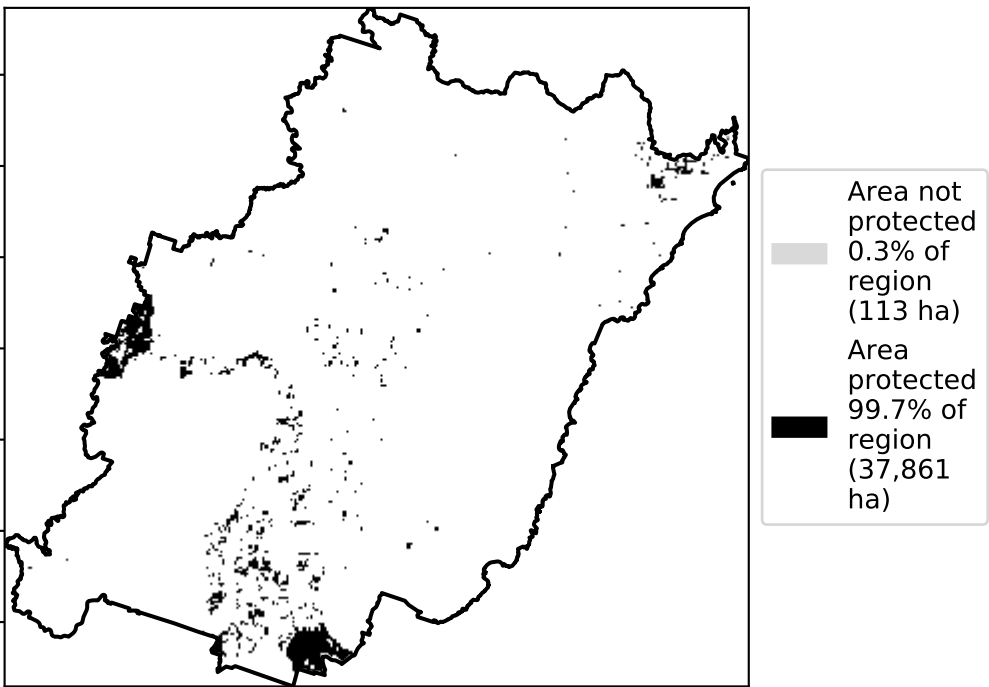 Area not
protected
0.3% of
region
(113 ha)
Area
protected
99.7% of
region
(37,861
ha)